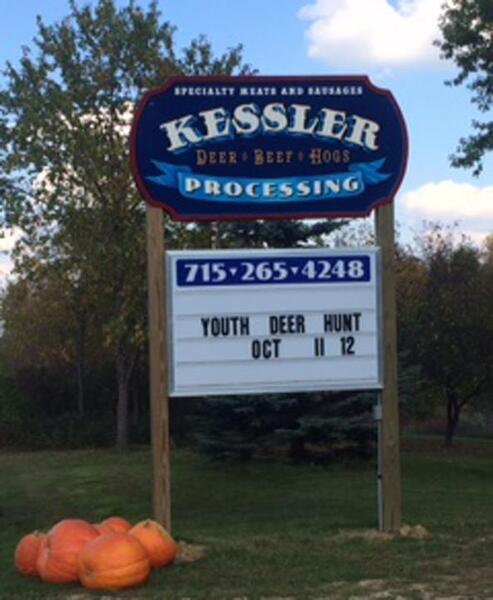 SPECIALTY MEATS AND SAUSAGES
KESSLER
DEER BEEF HOGS
PROCESSING
715 265 4248
YOUTH DEER HUNT
OCT 11 12